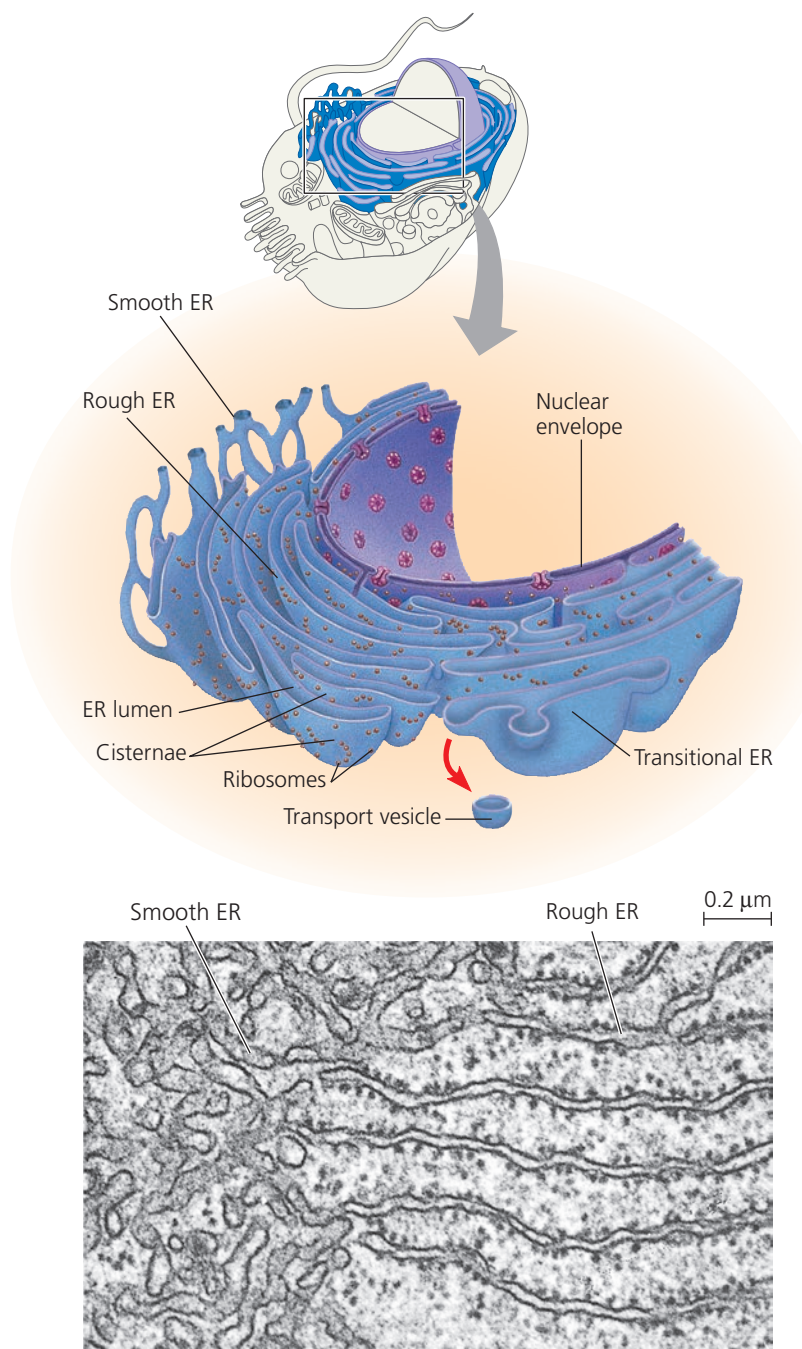 Smooth ER
Rough ER
Nuclear
envelope
ER lumen
Cisternae
Ribosomes
Transitional ER
Transport vesicle
Smooth ER
Rough ER
0.2 μm